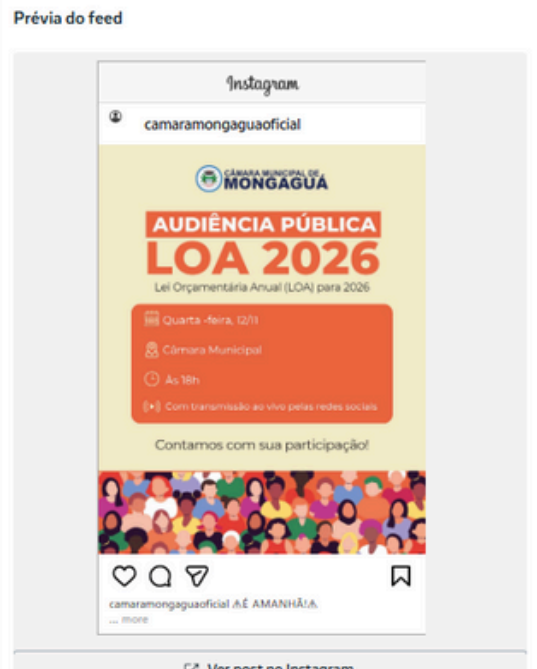 Prévia do feed
Instagram
camaramongaguaoficial
CÂMARA MUNICIPAL DE
MONGAGUÁ
AUDIÊNCIA PÚBLICA
LOA 2026
Lei Orçamentária Anual (LOA) para 2026
Quarta -feira, 12/11
Câmara Municipal
Às 18h
Com transmissão ao vivo pelas redes sociais
Contamos com sua participação!
camaramongaguaoficial ⚠É AMANHÃ!⚠
... more
Ver post no Instagram